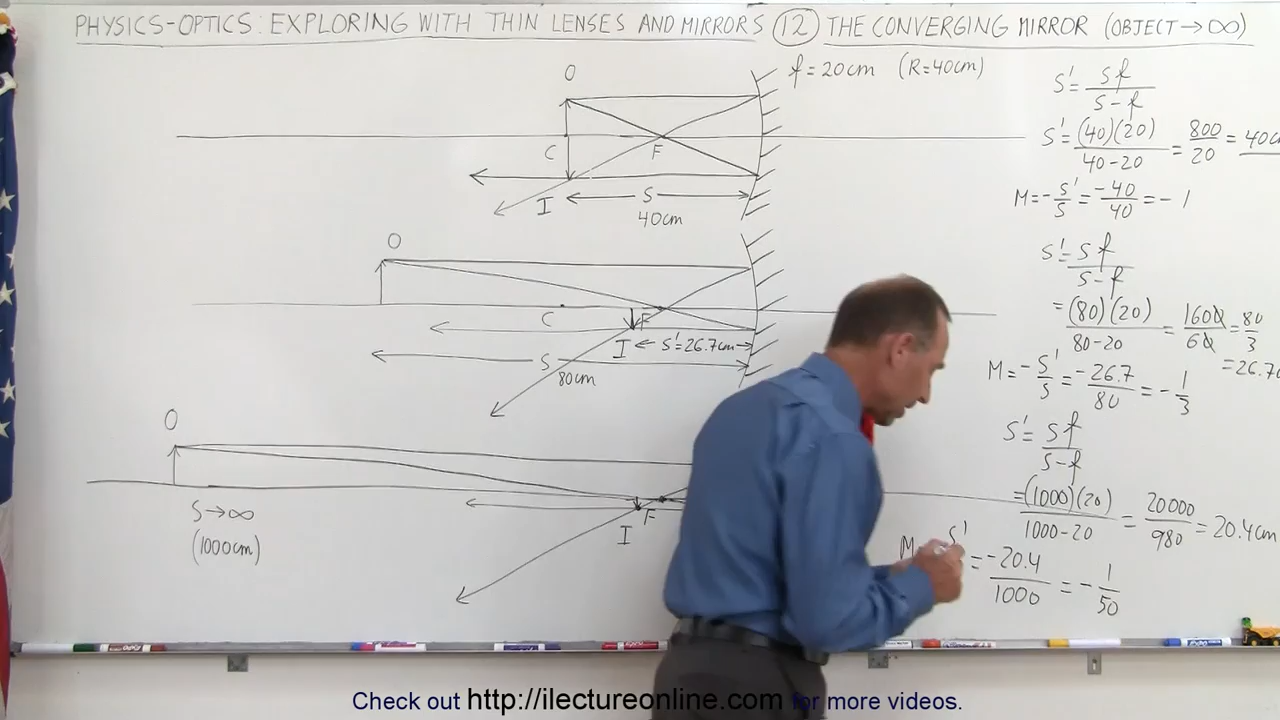 PHYSICS-OPTICS: EXPLORING WITH THIN LENSES AND MIRRORS (12) THE CONVERGING MIRROR (OBJECT→∞)
f=20cm (R=40cm)
O
C
F
I
S
40cm
S'= Sf / S-f
S'= (40)(20) / 40-20 = 800 / 20 = 40c
M=-S'/S = -40/40 = -1
O
C
F
I
S'=26.7cm
S
80cm
S'= Sf / S-f
= (80)(20) / 80-20 = 1600 / 60 = 80/3
=26.7c
M=-S'/S = -26.7/80 = -1/3
O
S→∞
(1000cm)
F
I
S'= Sf / S-f
= (1000)(20) / 1000-20 = 20000 / 980 = 20.4cm
M S' = -20.4/1000 = -1/50
Check out http://ilectureonline.com for more videos.